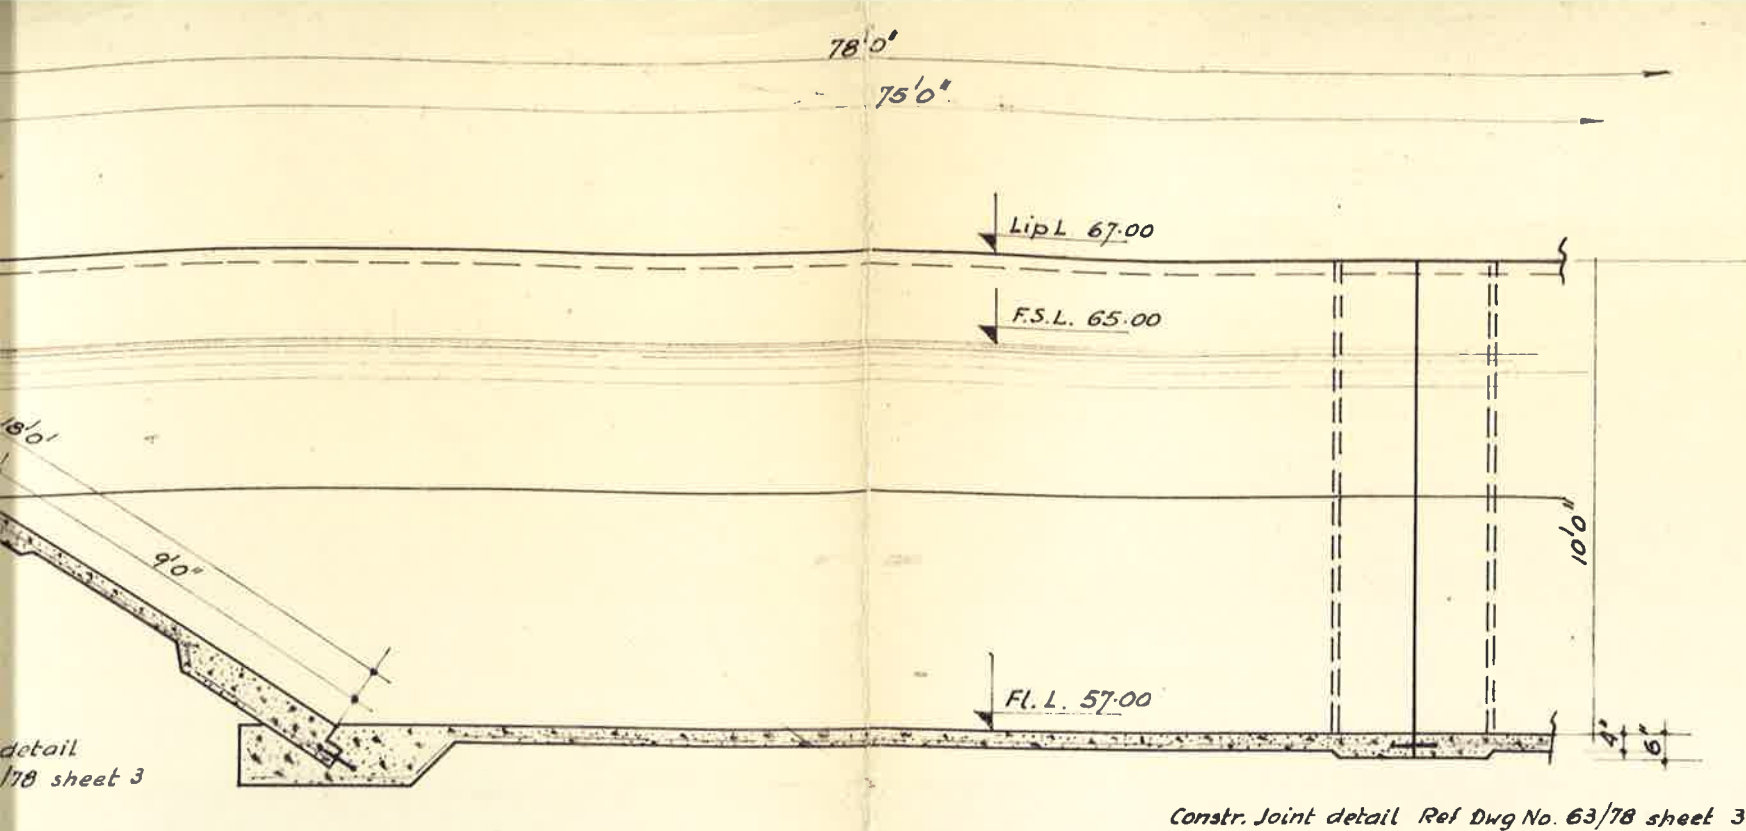 78'0"
75'0"
Lip L 67.00
F.S.L. 65.00
18'0"
9'0"
10'0"
Fl. L. 57.00
4"
6"
detail
/78 sheet 3
Constr. Joint detail Ref Dwg No. 63/78 sheet 3